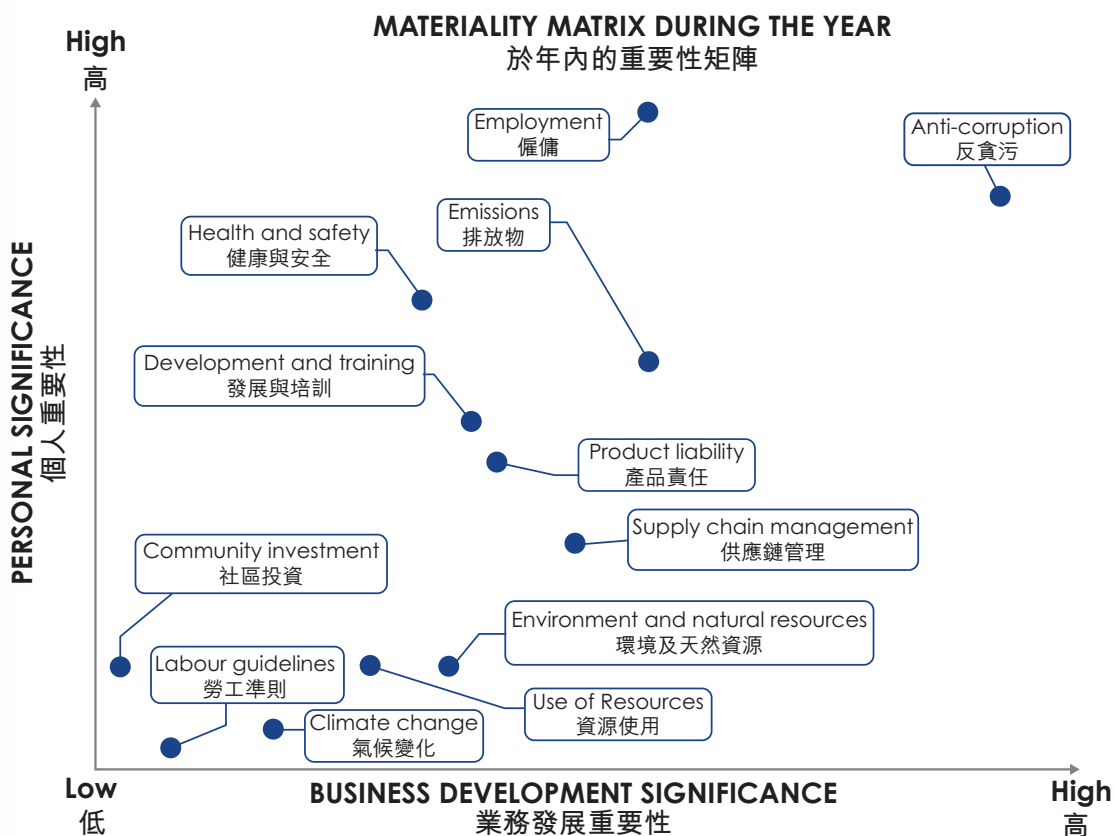 MATERIALITY MATRIX DURING THE YEAR
於年內的重要性矩陣
High
高
PERSONAL SIGNIFICANCE
個人重要性
Employment
僱傭
Anti-corruption
反貪污
Emissions
排放物
Health and safety
健康與安全
Development and training
發展與培訓
Product liability
產品責任
Supply chain management
供應鏈管理
Community investment
社區投資
Environment and natural resources
環境及天然資源
Labour guidelines
勞工準則
Use of Resources
資源使用
Climate change
氣候變化
Low
低
BUSINESS DEVELOPMENT SIGNIFICANCE
業務發展重要性
High
高